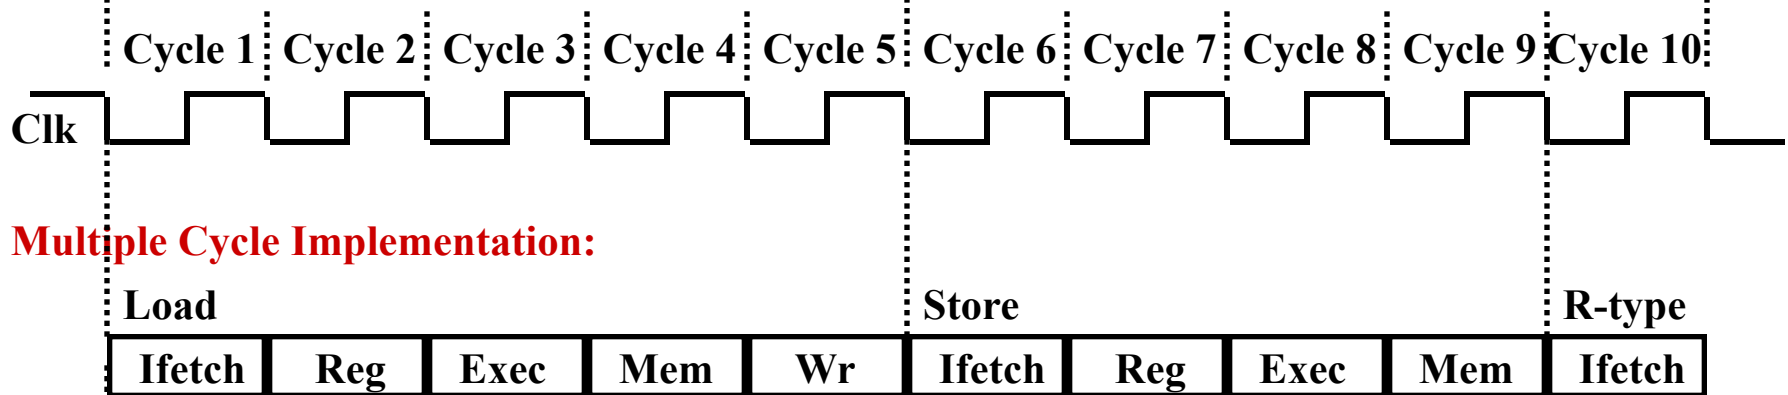 Cycle 1 Cycle 2 Cycle 3 Cycle 4 Cycle 5 Cycle 6 Cycle 7 Cycle 8 Cycle 9 Cycle 10
Clk
Multiple Cycle Implementation:
Load Store R-type
Ifetch Reg Exec Mem Wr Ifetch Reg Exec Mem Ifetch